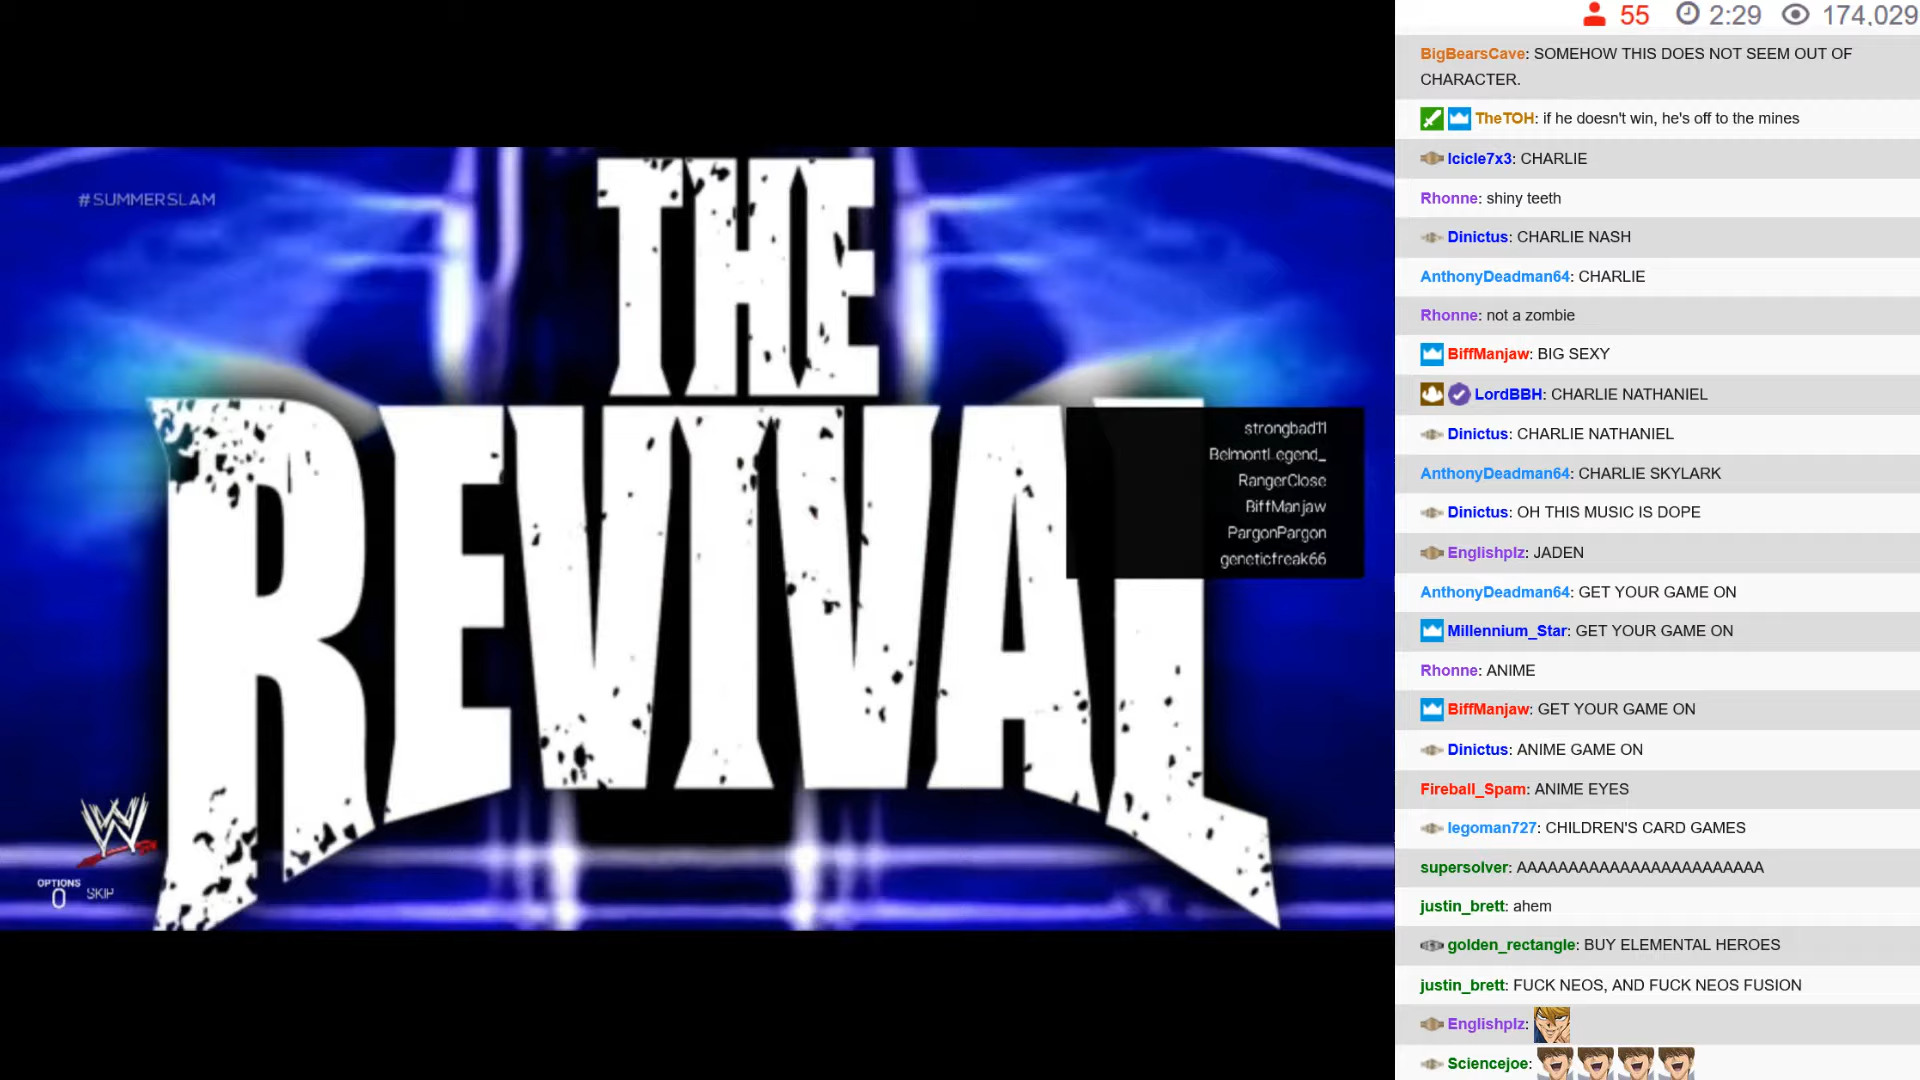 #SUMMERSLAM
THE
REVIVAL
strongbad11
BelmontLegend_
RangerClose
BiffManjaw
PargonPargon
geneticfreak66
W
OPTIONS
SKIP
55 2:29 174,029
BigBearsCave: SOMEHOW THIS DOES NOT SEEM OUT OF
CHARACTER.
TheTOH: if he doesn't win, he's off to the mines
Icicle7x3: CHARLIE
Rhonne: shiny teeth
Dinictus: CHARLIE NASH
AnthonyDeadman64: CHARLIE
Rhonne: not a zombie
BiffManjaw: BIG SEXY
LordBBH: CHARLIE NATHANIEL
Dinictus: CHARLIE NATHANIEL
AnthonyDeadman64: CHARLIE SKYLARK
Dinictus: OH THIS MUSIC IS DOPE
Englishplz: JADEN
AnthonyDeadman64: GET YOUR GAME ON
Millennium_Star: GET YOUR GAME ON
Rhonne: ANIME
BiffManjaw: GET YOUR GAME ON
Dinictus: ANIME GAME ON
Fireball_Spam: ANIME EYES
legoman727: CHILDREN'S CARD GAMES
supersolver: AAAAAAAAAAAAAAAAAAAAAAAA
justin_brett: ahem
golden_rectangle: BUY ELEMENTAL HEROES
justin_brett: FUCK NEOS, AND FUCK NEOS FUSION
Englishplz:
Sciencejoe: